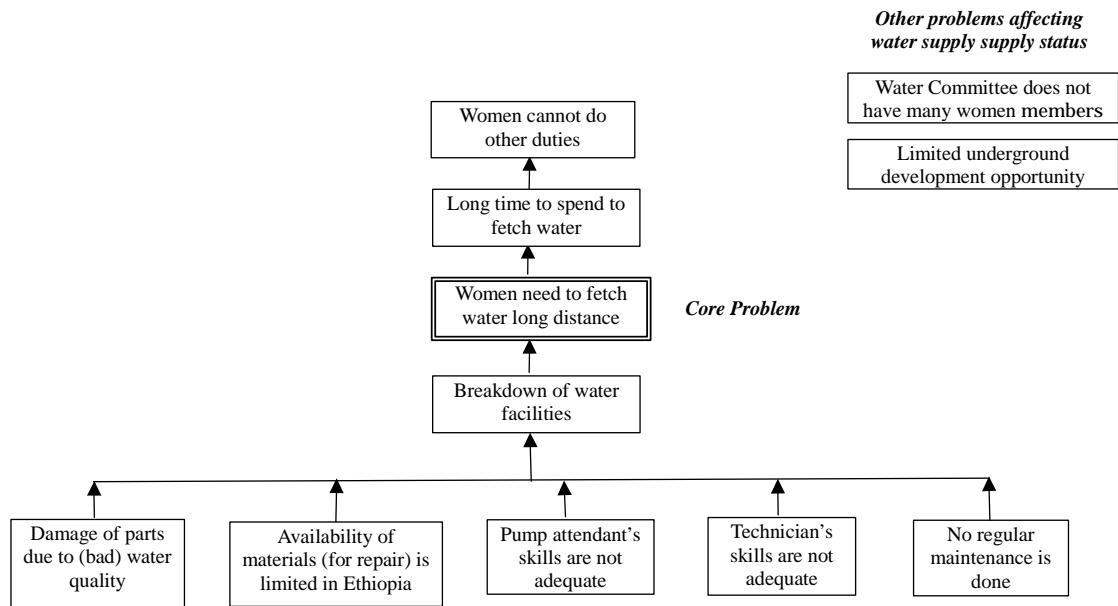 Other problems affecting
water supply supply status
Water Committee does not
have many women members
Limited underground
development opportunity
Women cannot do
other duties
Long time to spend to
fetch water
Women need to fetch
water long distance
Core Problem
Breakdown of water
facilities
Damage of parts
due to (bad) water
quality
Availability of
materials (for repair) is
limited in Ethiopia
Pump attendant's
skills are not
adequate
Technician's
skills are not
adequate
No regular
maintenance is
done